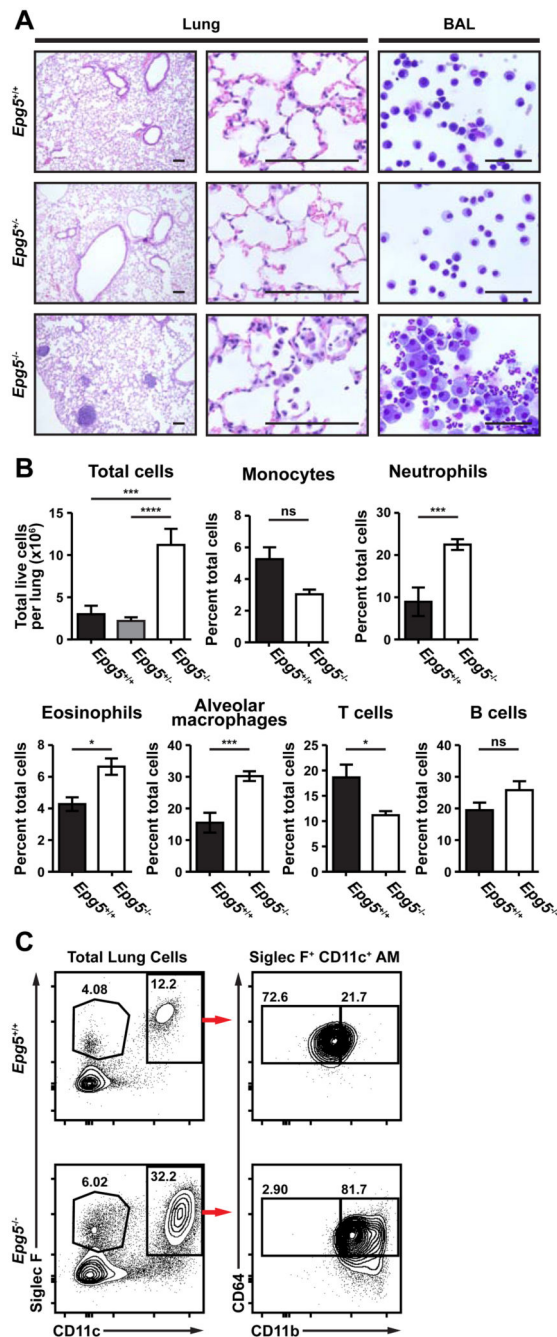 A
Lung
BAL
Epg5+/+
Epg5+/-
Epg5-/-
B
Total cells
Monocytes
Neutrophils
***
****
ns
***
Total live cells
per lung (x10⁶)
15
10
5
0
Epg5+/+
Epg5+/-
Epg5-/-
Percent total cells
8
6
4
2
0
Epg5+/+
Epg5-/-
Percent total cells
30
20
10
0
Epg5+/+
Epg5-/-
Eosinophils
Alveolar
macrophages
T cells
B cells
*
***
*
ns
Percent total cells
8
6
4
2
0
Epg5+/+
Epg5-/-
Percent total cells
40
30
20
10
0
Epg5+/+
Epg5-/-
Percent total cells
25
20
15
10
5
0
Epg5+/+
Epg5-/-
Percent total cells
40
30
20
10
0
Epg5+/+
Epg5-/-
C
Total Lung Cells
Siglec F⁺ CD11c⁺ AM
Epg5+/+
4.08
12.2
72.6
21.7
Epg5-/-
6.02
32.2
2.90
81.7
Siglec F
CD64
CD11c
CD11b